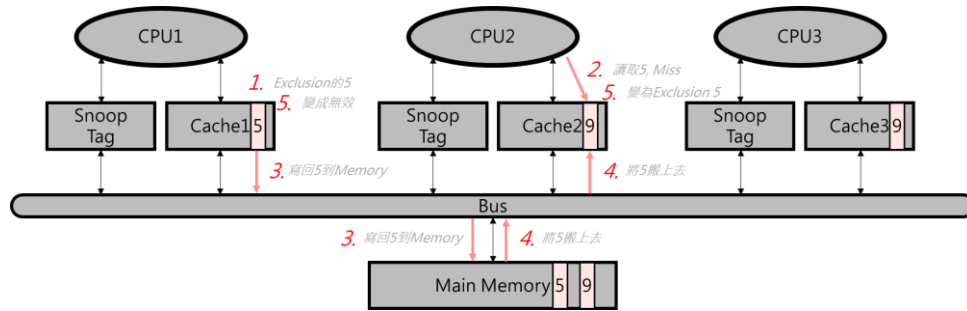 CPU1
CPU2
CPU3
1. Exclusion的5
5. 變成無效
2. 讀取5, Miss
5. 變為Exclusion 5
Snoop Tag
Cache1 5
Snoop Tag
Cache2 9
Snoop Tag
Cache3 9
3. 寫回5到Memory
4. 將5搬上去
Bus
3. 寫回5到Memory
4. 將5搬上去
Main Memory 5 9